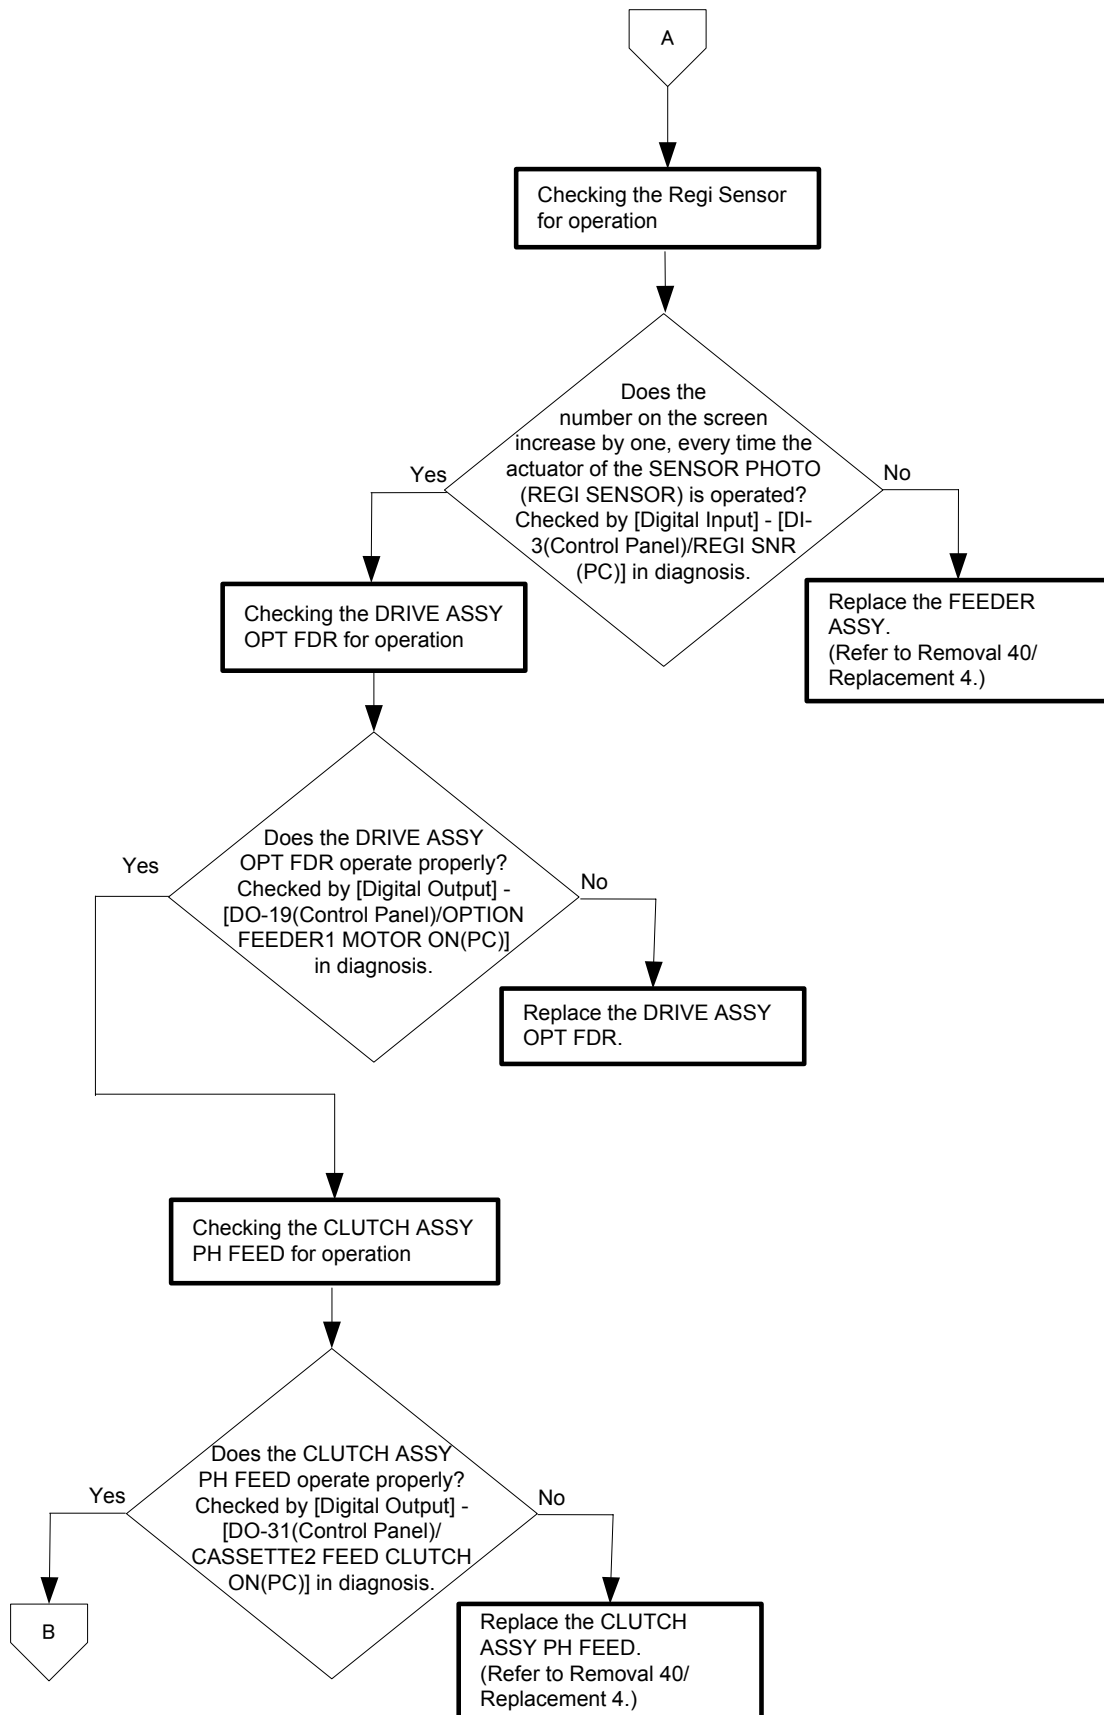 A
Checking the Regi Sensor
for operation
Does the
number on the screen
increase by one, every time the
actuator of the SENSOR PHOTO
(REGI SENSOR) is operated?
Checked by [Digital Input] - [DI-
3(Control Panel)/REGI SNR
(PC)] in diagnosis.
Yes
No
Checking the DRIVE ASSY
OPT FDR for operation
Replace the FEEDER
ASSY.
(Refer to Removal 40/
Replacement 4.)
Does the DRIVE ASSY
OPT FDR operate properly?
Checked by [Digital Output] -
[DO-19(Control Panel)/OPTION
FEEDER1 MOTOR ON(PC)]
in diagnosis.
Yes
No
Replace the DRIVE ASSY
OPT FDR.
Checking the CLUTCH ASSY
PH FEED for operation
Does the CLUTCH ASSY
PH FEED operate properly?
Checked by [Digital Output] -
[DO-31(Control Panel)/
CASSETTE2 FEED CLUTCH
ON(PC)] in diagnosis.
Yes
No
B
Replace the CLUTCH
ASSY PH FEED.
(Refer to Removal 40/
Replacement 4.)